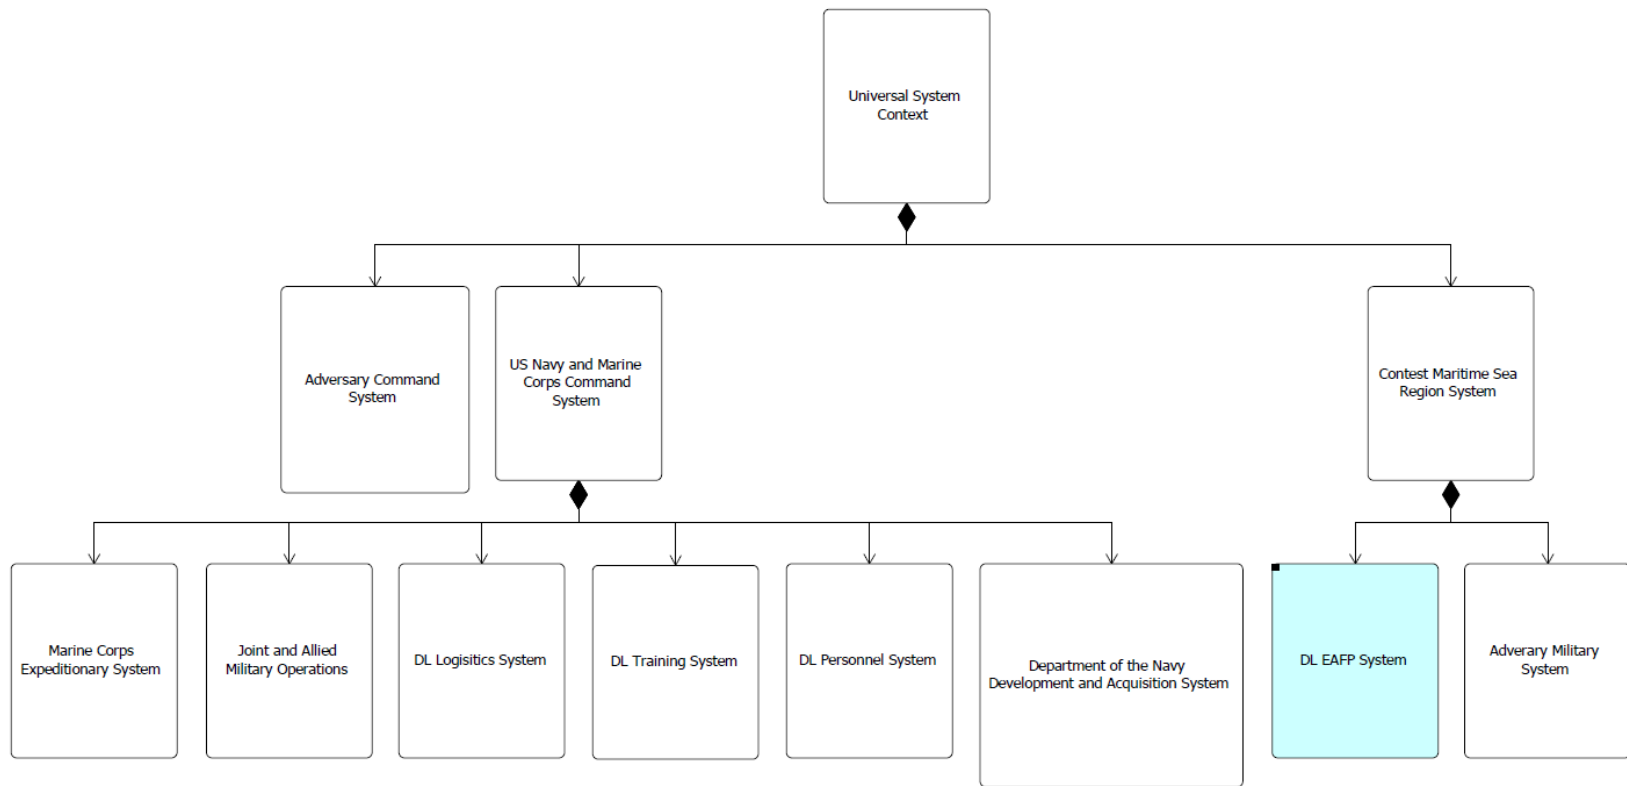 Universal System
Context
Adversary Command
System
US Navy and Marine
Corps Command
System
Contest Maritime Sea
Region System
Marine Corps
Expeditionary System
Joint and Allied
Military Operations
DL Logisitics System
DL Training System
DL Personnel System
Department of the Navy
Development and Acquisition System
DL EAFP System
Adverary Military
System